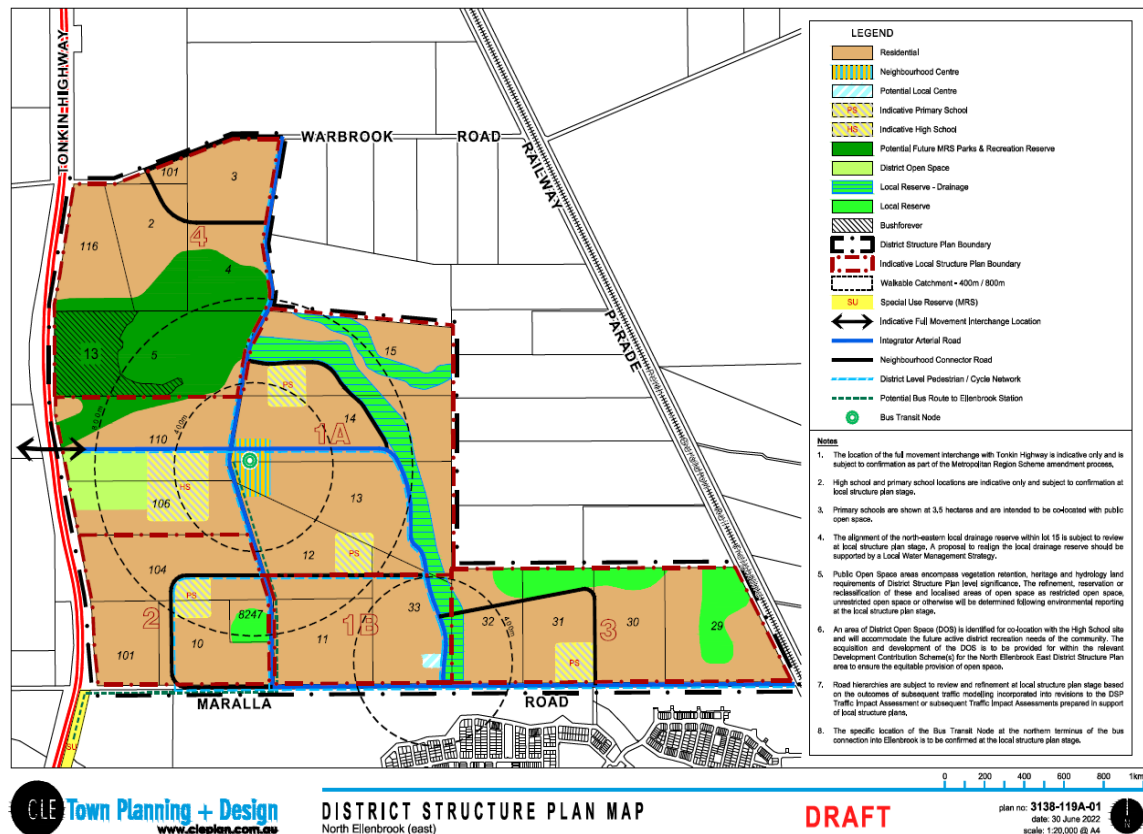 TONKIN HIGHWAY
WARBROOK ROAD
RAILWAY
PARADE
101
3
2
4
116
4
13
5
15
PS
14
800m
400m
110
1A
HS
106
13
12
PS
104
PS
8247
2
10
101
11
1B
33
400m
32
31
3
30
29
PS
MARALLA ROAD
SU
LEGEND
Residential
Neighbourhood Centre
Potential Local Centre
PS Indicative Primary School
HS Indicative High School
Potential Future MRS Parks & Recreation Reserve
District Open Space
Local Reserve - Drainage
Local Reserve
Bushforever
District Structure Plan Boundary
Indicative Local Structure Plan Boundary
Walkable Catchment - 400m / 800m
SU Special Use Reserve (MRS)
Indicative Full Movement Interchange Location
Integrator Arterial Road
Neighbourhood Connector Road
District Level Pedestrian / Cycle Network
Potential Bus Route to Ellenbrook Station
Bus Transit Node
Notes
1. The location of the full movement interchange with Tonkin Highway is indicative only and is
subject to confirmation as part of the Metropolitan Region Scheme amendment process.
2. High school and primary school locations are indicative only and subject to confirmation at
local structure plan stage.
3. Primary schools are shown at 3.5 hectares and are intended to be co-located with public
open space.
4. The alignment of the north-eastern local drainage reserve within lot 15 is subject to review
at local structure plan stage. A proposal to realign the local drainage reserve should be
supported by a Local Water Management Strategy.
5. Public Open Space areas encompass vegetation retention, heritage and hydrology land
requirements of District Structure Plan level significance. The refinement, reservation or
reclassification of these and localised areas of open space as restricted open space,
unrestricted open space or otherwise will be determined following environmental reporting
at the local structure plan stage.
6. An area of District Open Space (DOS) is identified for co-location with the High School site
and will accommodate the future active district recreation needs of the community. The
acquisition and development of the DOS is to be provided for within the relevant
Development Contribution Scheme(s) for the North Ellenbrook East District Structure Plan
area to ensure the equitable provision of open space.
7. Road hierarchies are subject to review and refinement at local structure plan stage based
on the outcomes of subsequent traffic modelling incorporated into revisions to the DSP
Traffic Impact Assessment or subsequent Traffic Impact Assessments prepared in support
of local structure plans.
8. The specific location of the Bus Transit Node at the northern terminus of the bus
connection into Ellenbrook is to be confirmed at the local structure plan stage.
0 200 400 600 800 1km
CLE Town Planning + Design
www.cleplan.com.au
DISTRICT STRUCTURE PLAN MAP
North Ellenbrook (east)
DRAFT
plan no: 3138-119A-01
date: 30 June 2022
scale: 1:20,000 @ A4